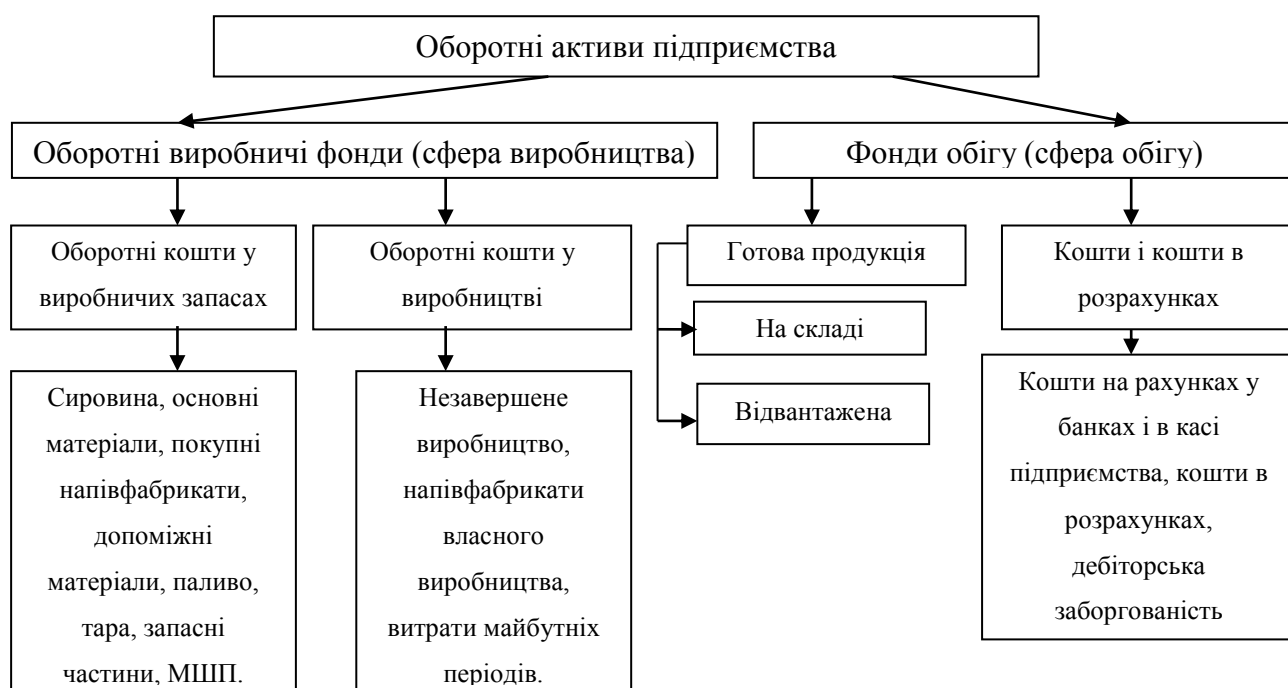 Оборотні активи підприємства
Оборотні виробничі фонди (сфера виробництва)
Фонди обігу (сфера обігу)
Оборотні кошти у
виробничих запасах
Оборотні кошти у
виробництві
Готова продукція
На складі
Відвантажена
Кошти і кошти в
розрахунках
Сировина, основні
матеріали, покупні
напівфабрикати,
допоміжні
матеріали, паливо,
тара, запасні
частини, МШП.
Незавершене
виробництво,
напівфабрикати
власного
виробництва,
витрати майбутніх
періодів.
Кошти на рахунках у
банках і в касі
підприємства, кошти в
розрахунках,
дебіторська
заборгованість